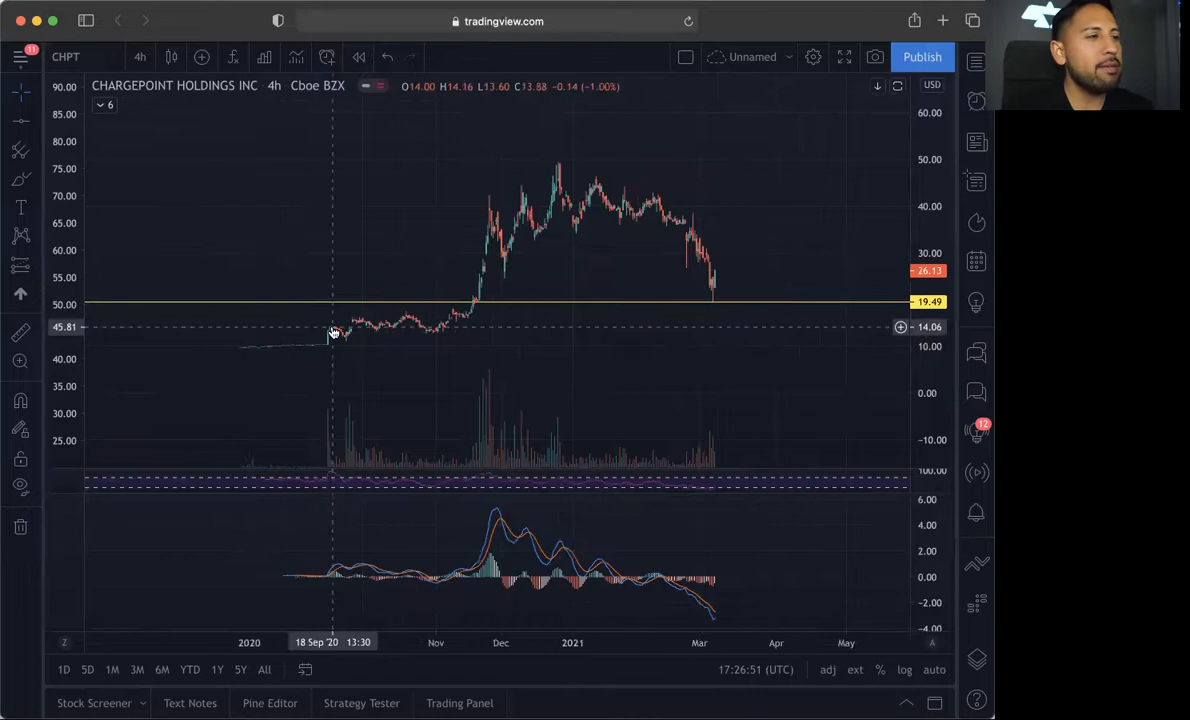 tradingview.com
11
CHPT
4h
Unnamed
Publish
CHARGEPOINT HOLDINGS INC · 4h · Cboe BZX
O14.00 H14.16 L13.60 C13.88 -0.14 (-1.00%)
USD
6
90.00
85.00
80.00
75.00
70.00
65.00
60.00
55.00
50.00
45.81
40.00
35.00
30.00
25.00
60.00
50.00
40.00
30.00
26.13
19.49
14.06
10.00
0.00
-10.00
100.00
6.00
4.00
2.00
0.00
-2.00
-4.00
12
Z
2020
18 Sep '20 13:30
Nov
Dec
2021
Mar
Apr
May
A
1D 5D 1M 3M 6M YTD 1Y 5Y All
17:26:51 (UTC)
adj ext % log auto
Stock Screener
Text Notes
Pine Editor
Strategy Tester
Trading Panel